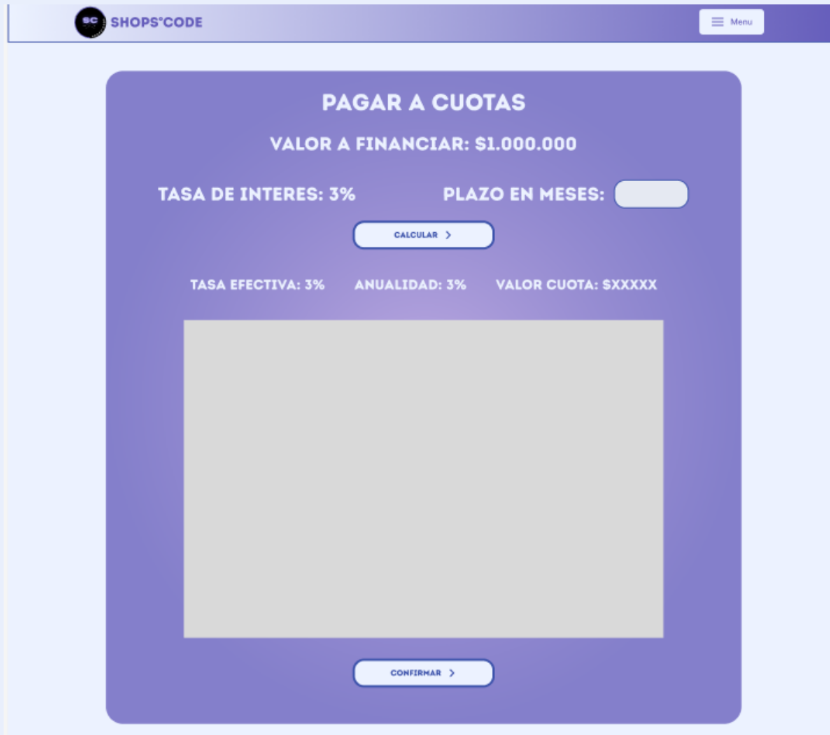 SC SHOPS°CODE
Menu
PAGAR A CUOTAS
VALOR A FINANCIAR: $1.000.000
TASA DE INTERES: 3% PLAZO EN MESES:
CALCULAR >
TASA EFECTIVA: 3% ANUALIDAD: 3% VALOR CUOTA: $XXXXX
CONFIRMAR >